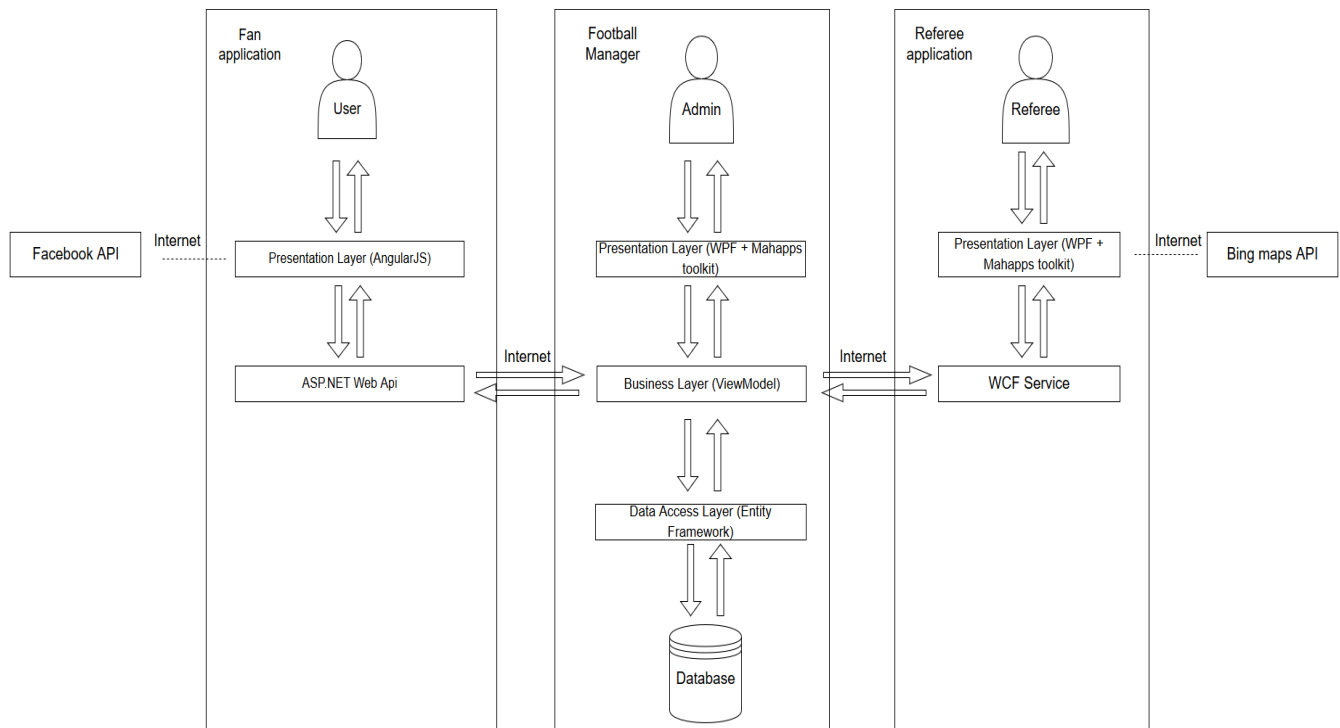 Fan
application
User
Football
Manager
Admin
Referee
application
Referee
Facebook API
Internet
Presentation Layer (AngularJS)
Presentation Layer (WPF + Mahapps
toolkit)
Presentation Layer (WPF +
Mahapps toolkit)
Internet
Bing maps API
ASP.NET Web Api
Internet
Business Layer (ViewModel)
Internet
WCF Service
Data Access Layer (Entity
Framework)
Database